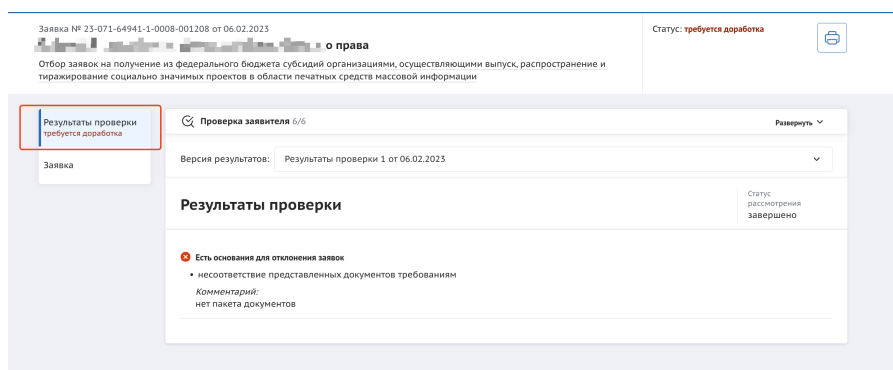 Заявка № 23-071-64941-1-0008-001208 от 06.02.2023
о права
Отбор заявок на получение из федерального бюджета субсидий организациями, осуществляющими выпуск, распространение и
тиражирование социально значимых проектов в области печатных средств массовой информации
Статус: требуется доработка
Результаты проверки
требуется доработка
Заявка
Проверка заявителя 6/6
Развернуть
Версия результатов: Результаты проверки 1 от 06.02.2023
Результаты проверки
Статус
рассмотрения
завершено
Есть основания для отклонения заявок
• несоответствие представленных документов требованиям
Комментарий:
нет пакета документов